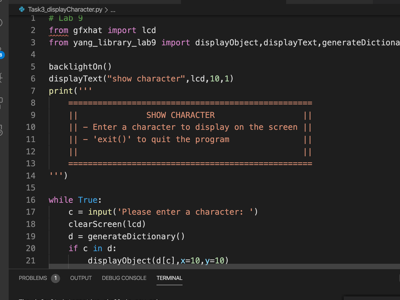 Task3_displayCharacter.py > ...
1 # Lab 9
2 from gfxhat import lcd
3 from yang_library_lab9 import displayObject,displayText,generateDictiona
4
5 backlightOn()
6 displayText("show character",lcd,10,1)
7 print('''
8 ==================================================
9 || SHOW CHARACTER ||
10 || - Enter a character to display on the screen ||
11 || - 'exit()' to quit the program ||
12 || ||
13 ==================================================
14 ''')
15
16 while True:
17 c = input('Please enter a character: ')
18 clearScreen(lcd)
19 d = generateDictionary()
20 if c in d:
21 displayObject(d[c],x=10,y=10)
PROBLEMS 1 OUTPUT DEBUG CONSOLE TERMINAL